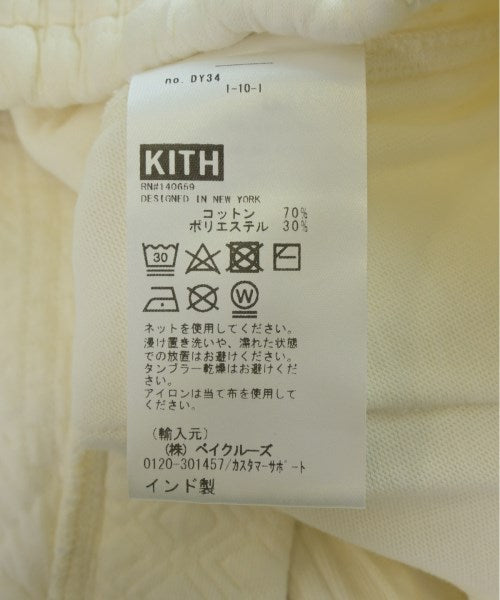 no. DY34
1-10-1
KITH
RN#140659
DESIGNED IN NEW YORK
コットン 70%
ポリエステル 30%
30
W
ネットを使用してください。
浸け置き洗いや、濡れた状態
での放置はお避けください。
タンブラー乾燥はお避けくだ
さい。
アイロンは当て布を使用して
ください。
(輸入元)
(株) ベイクルーズ
0120-301457/カスタマーサポート
インド製